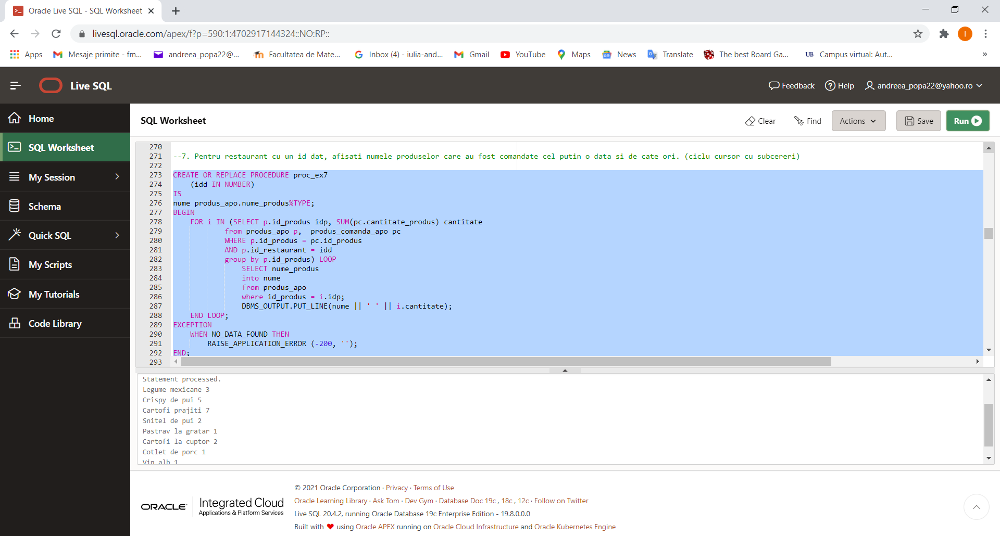 Oracle Live SQL - SQL Worksheet
livesql.oracle.com/apex/f?p=590:1:4702917144324::NO:RP::
I
Apps
Mesaje primite - fm...
andreea_popa22@...
Facultatea de Mate...
Inbox (4) - iulia-and...
Gmail
YouTube
Maps
News
Translate
The best Board Ga...
UB Campus virtual: Aut...
»
Live SQL
Feedback
Help
andreea_popa22@yahoo.ro
Home
SQL Worksheet
My Session
Schema
Quick SQL
My Scripts
My Tutorials
Code Library
SQL Worksheet
Clear
Find
Actions
Save
Run
270
271 --7. Pentru restaurant cu un id dat, afisati numele produselor care au fost comandate cel putin o data si de cate ori. (ciclu cursor cu subcereri)
272
273 CREATE OR REPLACE PROCEDURE proc_ex7
274 (idd IN NUMBER)
275 IS
276 nume produs_apo.nume_produs%TYPE;
277 BEGIN
278 FOR i IN (SELECT p.id_produs idp, SUM(pc.cantitate_produs) cantitate
279 from produs_apo p,  produs_comanda_apo pc
280 WHERE p.id_produs = pc.id_produs
281 AND p.id_restaurant = idd
282 group by p.id_produs) LOOP
283 SELECT nume_produs
284 into nume
285 from produs_apo
286 where id_produs = i.idp;
287 DBMS_OUTPUT.PUT_LINE(nume || ' ' || i.cantitate);
288 END LOOP;
289 EXCEPTION
290 WHEN NO_DATA_FOUND THEN
291 RAISE_APPLICATION_ERROR (-200, '');
292 END;
293
Statement processed.
Legume mexicane 3
Crispy de pui 5
Cartofi prajiti 7
Snitel de pui 2
Pastrav la gratar 1
Cartofi la cuptor 2
Cotlet de porc 1
Vin alb 1
ORACLE
Integrated Cloud
Applications & Platform Services
© 2021 Oracle Corporation · Privacy · Terms of Use
Oracle Learning Library · Ask Tom · Dev Gym · Database Doc 19c , 18c , 12c · Follow on Twitter
Live SQL 20.4.2, running Oracle Database 19c Enterprise Edition - 19.8.0.0.0
Built with ❤ using Oracle APEX running on Oracle Cloud Infrastructure and Oracle Kubernetes Engine